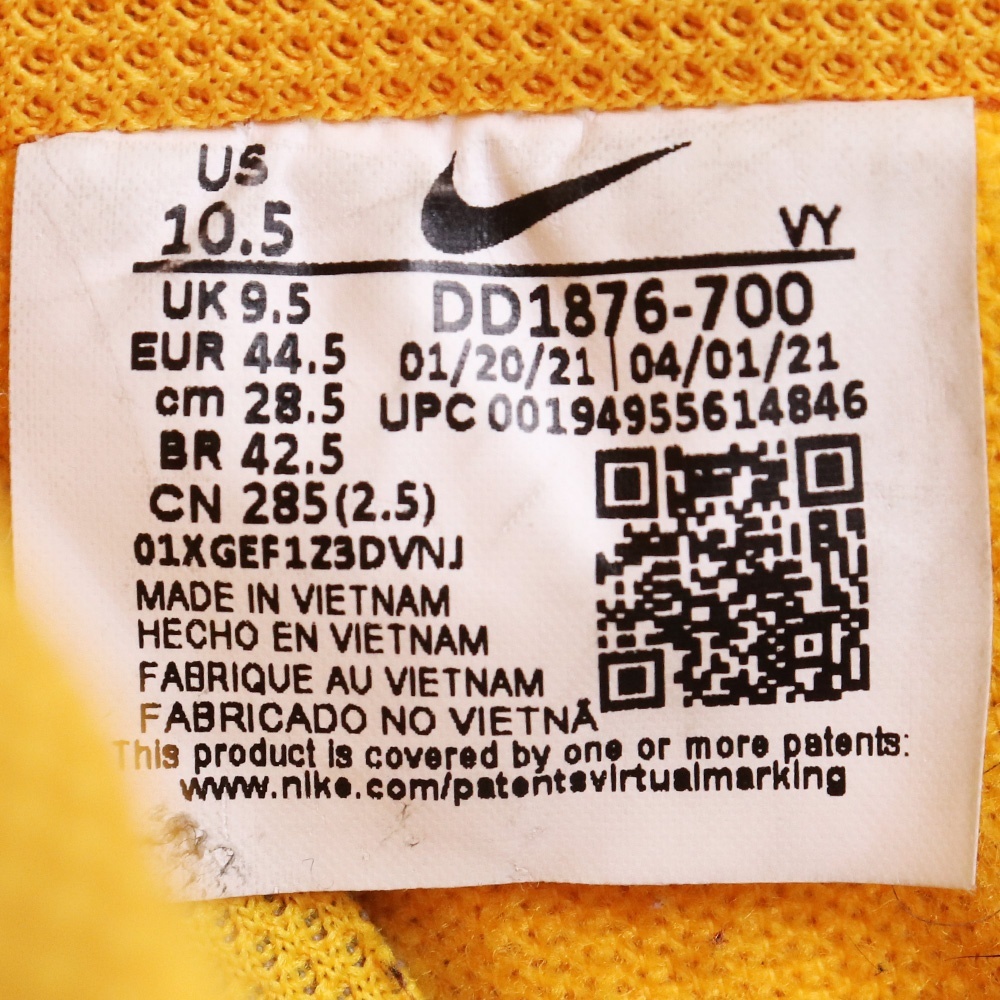 US
10.5
VY
UK 9.5
EUR 44.5
cm 28.5
BR 42.5
CN 285(2.5)
DD1876-700
01/20/21 | 04/01/21
UPC 00194955614846
01XGEF1Z3DVNJ
MADE IN VIETNAM
HECHO EN VIETNAM
FABRIQUE AU VIETNAM
FABRICADO NO VIETNÃ
This product is covered by one or more patents:
www.nike.com/patentsvirtualmarking